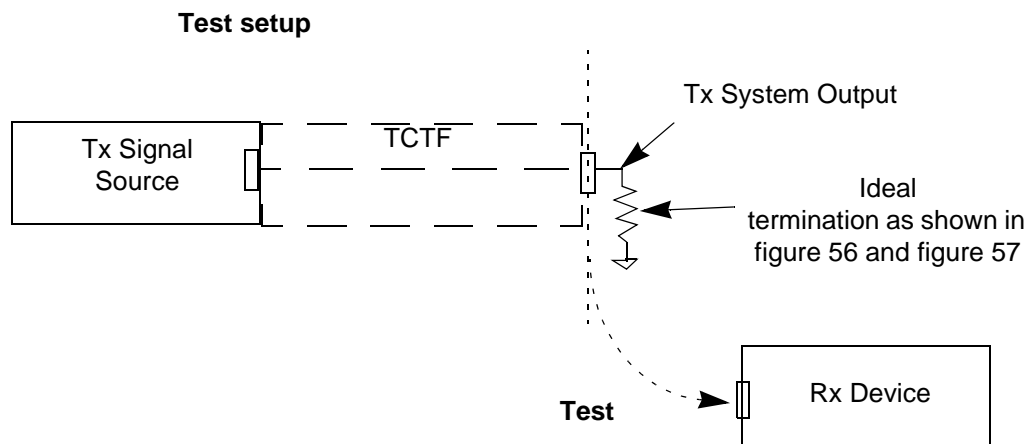 Test setup
Tx System Output
TCTF
Tx Signal
Source
Ideal
termination as shown in
figure 56 and figure 57
Rx Device
Test